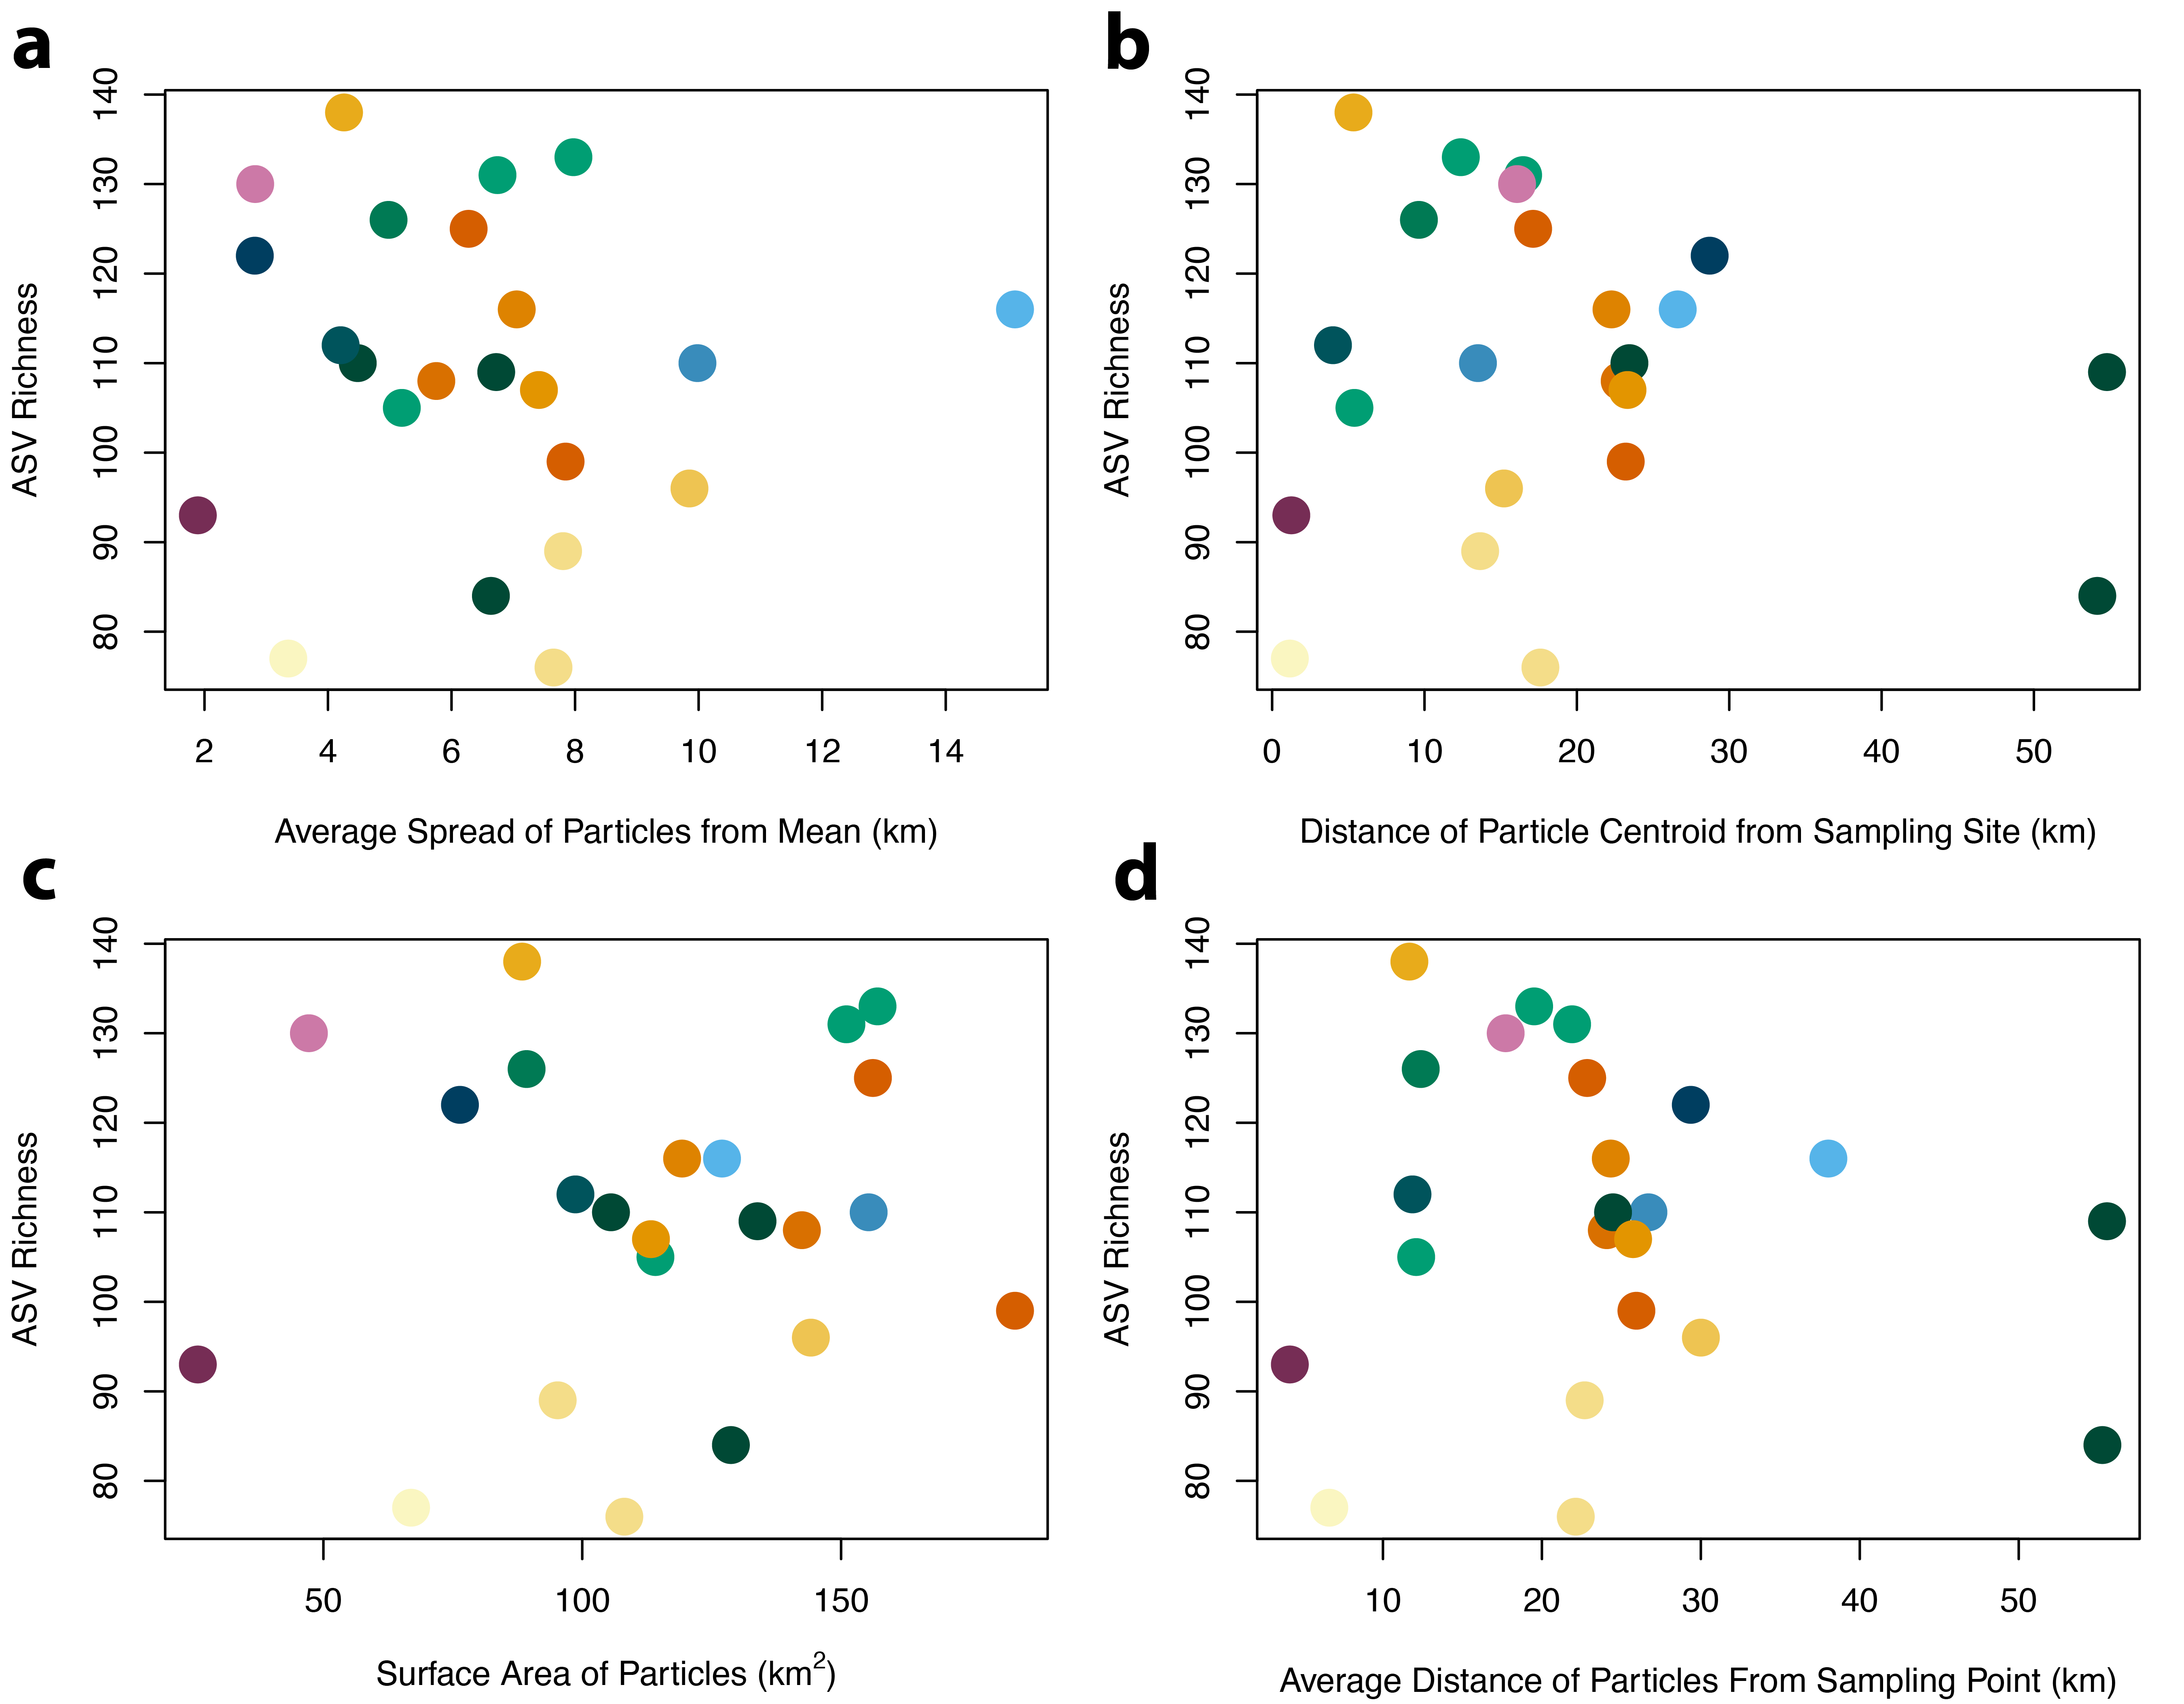 a
140
130
120
110
100
90
80
ASV Richness
2 4 6 8 10 12 14
Average Spread of Particles from Mean (km)
b
140
130
120
110
100
90
80
ASV Richness
0 10 20 30 40 50
Distance of Particle Centroid from Sampling Site (km)
c
140
130
120
110
100
90
80
ASV Richness
50 100 150
Surface Area of Particles (km²)
d
140
130
120
110
100
90
80
ASV Richness
10 20 30 40 50
Average Distance of Particles From Sampling Point (km)